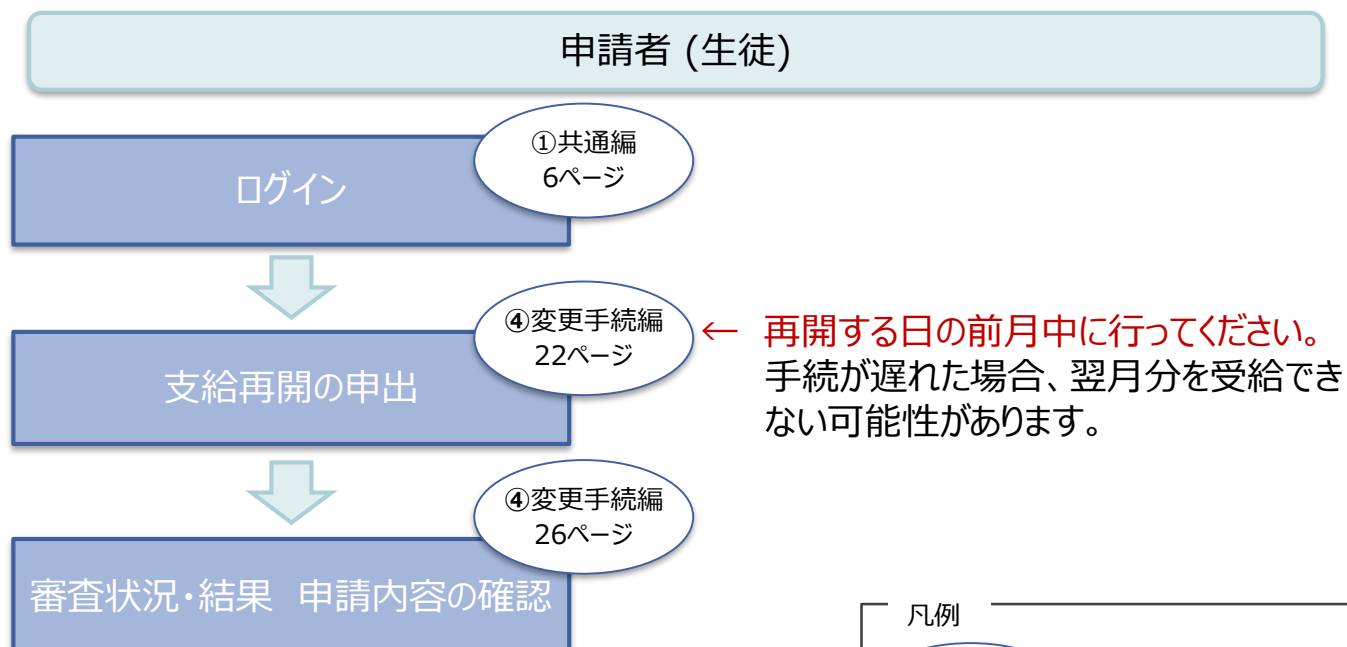 申請者 (生徒)
①共通編
6ページ
ログイン
④変更手続編
22ページ
支給再開の申出
← 再開する日の前月中に行ってください。
手続が遅れた場合、翌月分を受給でき
ない可能性があります。
④変更手続編
26ページ
審査状況・結果　申請内容の確認
凡例